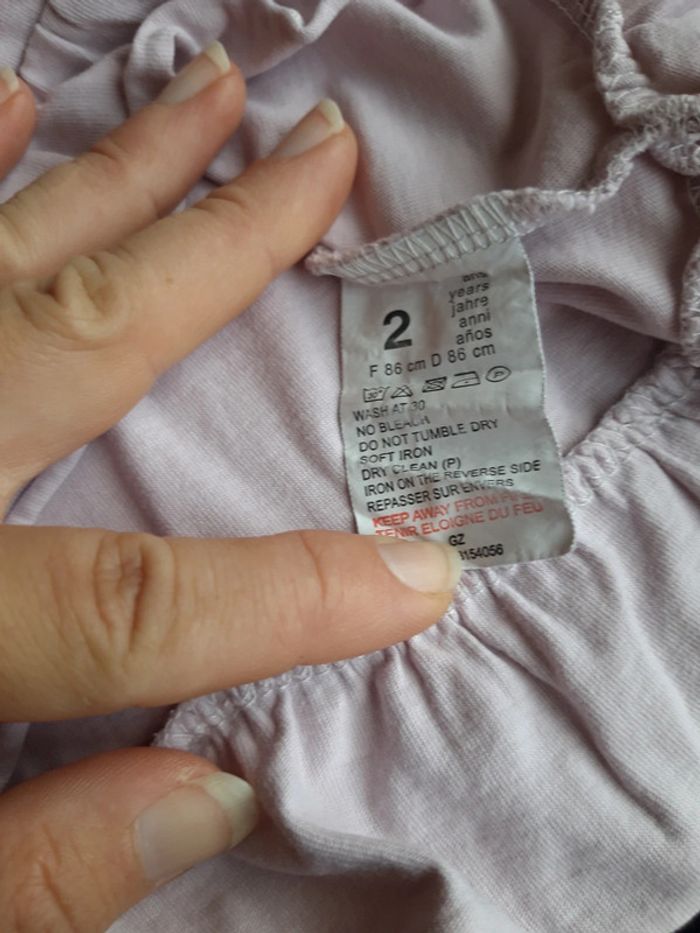 ans
years
jahre
2
anni
años
F 86 cm D 86 cm
30° P
WASH AT 30
NO BLEACH
DO NOT TUMBLE DRY
SOFT IRON
DRY CLEAN (P)
IRON ON THE REVERSE SIDE
REPASSER SUR ENVERS
KEEP AWAY FROM FIRE
TENIR ELOIGNE DU FEU
GZ
3154056